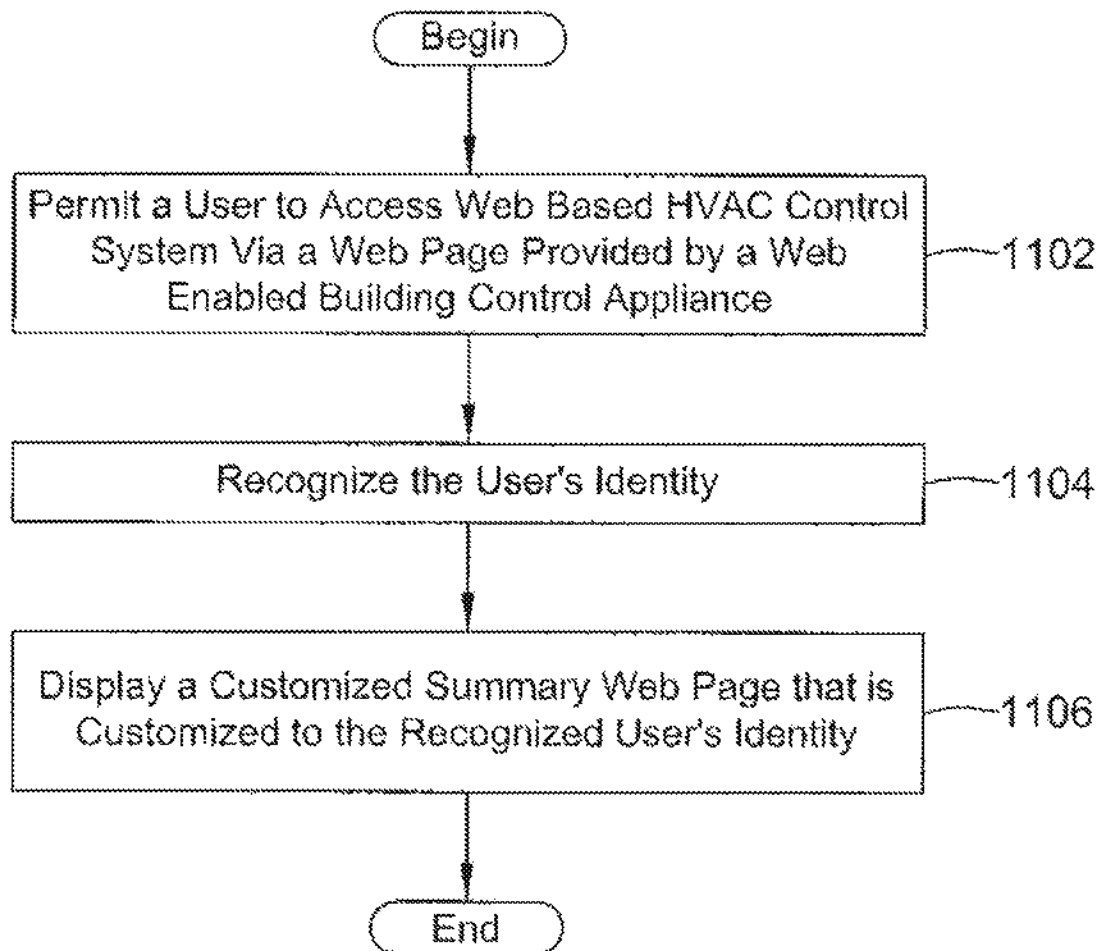 Begin
Permit a User to Access Web Based HVAC Control
System Via a Web Page Provided by a Web
Enabled Building Control Appliance
1102
Recognize the User's Identity
1104
Display a Customized Summary Web Page that is
Customized to the Recognized User's Identity
1106
End